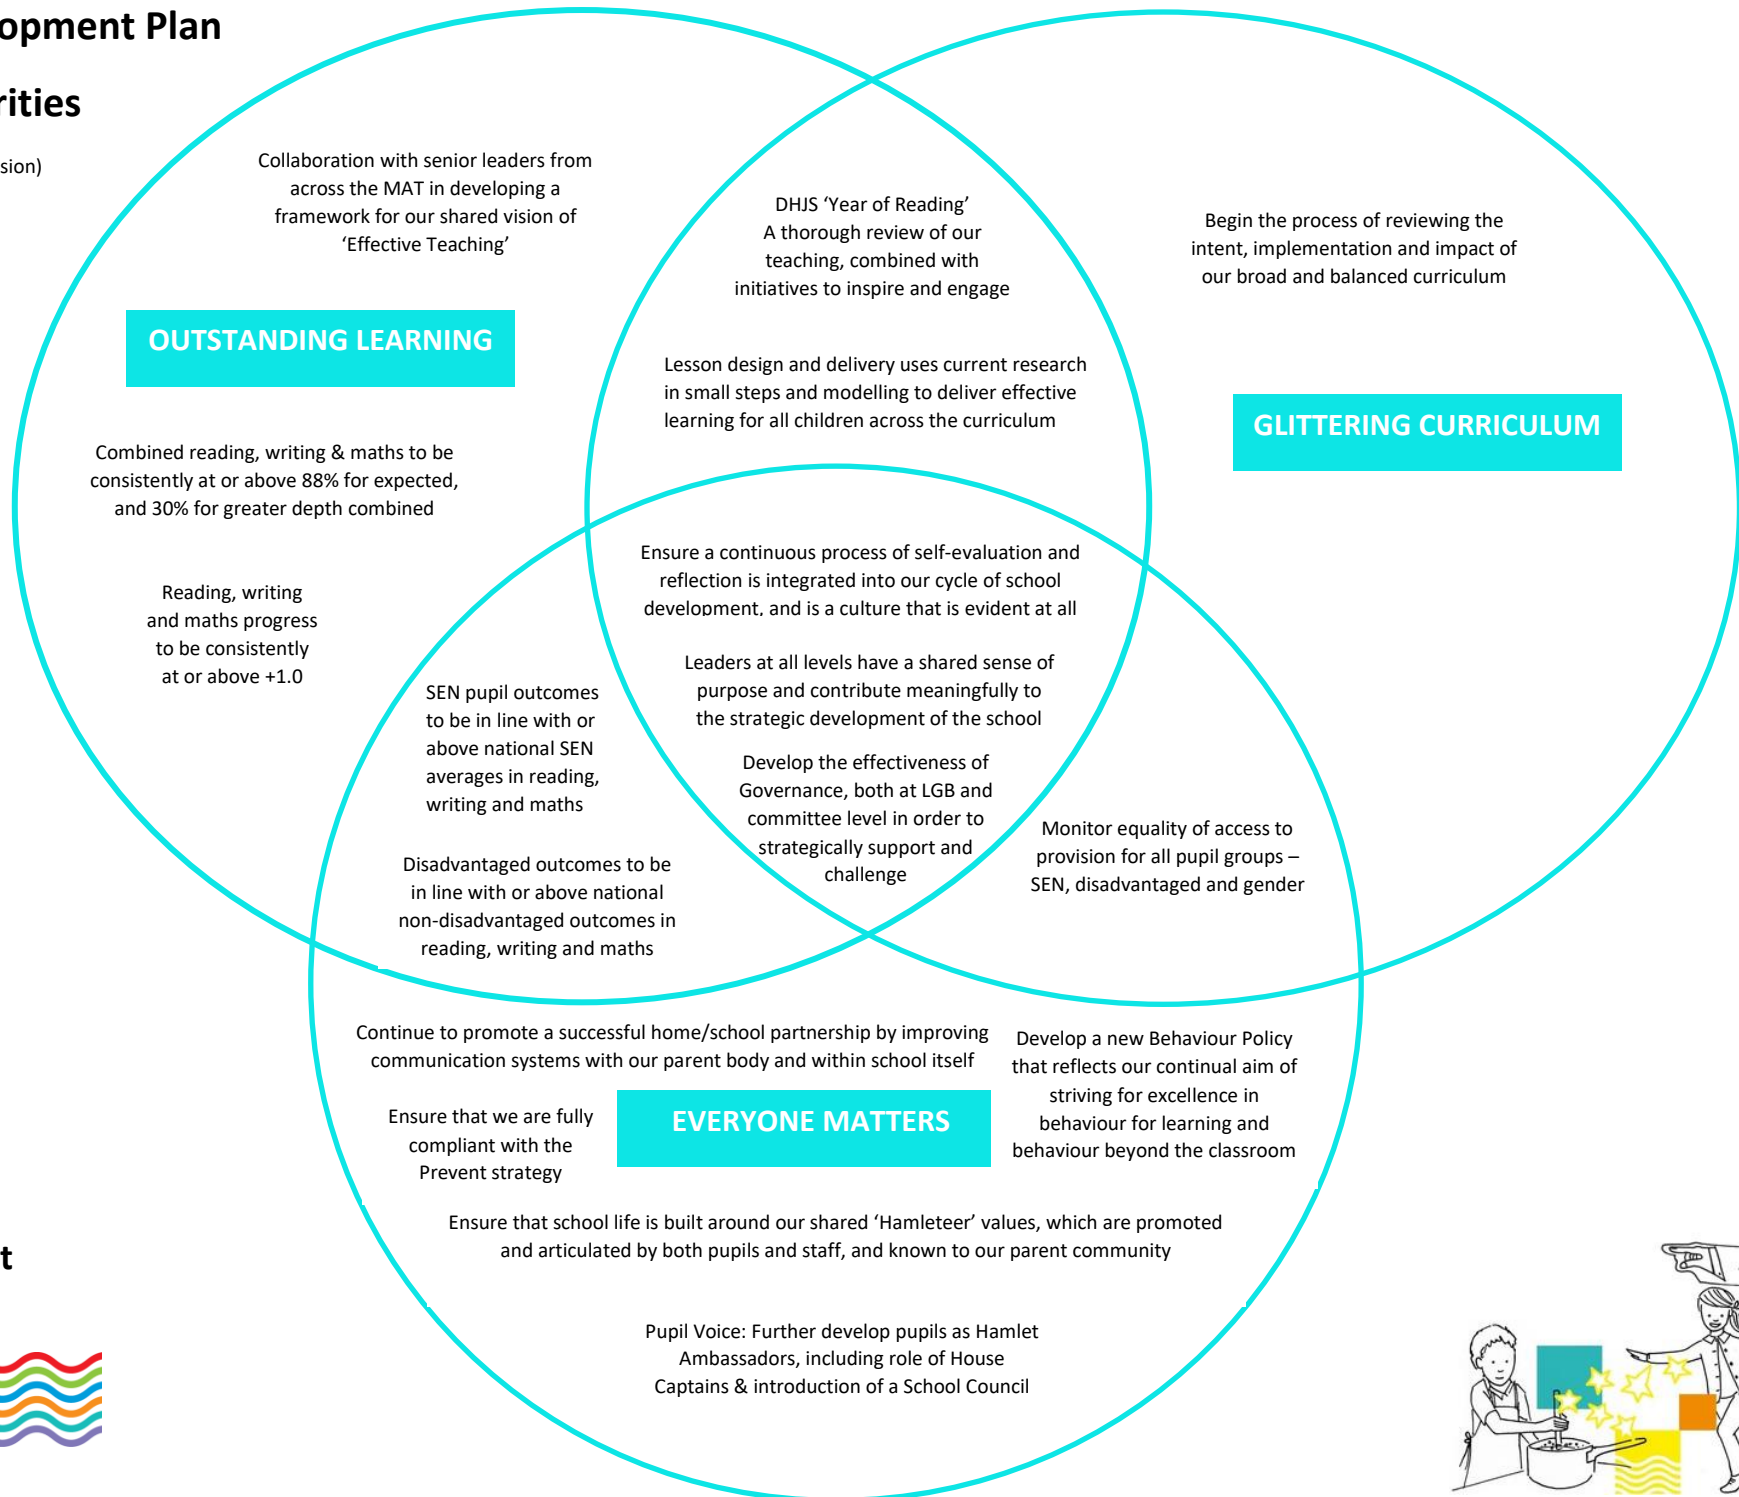 opment Plan
rities
sion)
Collaboration with senior leaders from
across the MAT in developing a
framework for our shared vision of
‘Effective Teaching’
DHJS ‘Year of Reading’
A thorough review of our
teaching, combined with
initiatives to inspire and engage
Begin the process of reviewing the
intent, implementation and impact of
our broad and balanced curriculum
OUTSTANDING LEARNING
Lesson design and delivery uses current research
in small steps and modelling to deliver effective
learning for all children across the curriculum
GLITTERING CURRICULUM
Combined reading, writing & maths to be
consistently at or above 88% for expected,
and 30% for greater depth combined
Ensure a continuous process of self-evaluation and
reflection is integrated into our cycle of school
development, and is a culture that is evident at all
Reading, writing
and maths progress
to be consistently
at or above +1.0
Leaders at all levels have a shared sense of
purpose and contribute meaningfully to
the strategic development of the school
SEN pupil outcomes
to be in line with or
above national SEN
averages in reading,
writing and maths
Develop the effectiveness of
Governance, both at LGB and
committee level in order to
strategically support and
challenge
Monitor equality of access to
provision for all pupil groups –
SEN, disadvantaged and gender
Disadvantaged outcomes to be
in line with or above national
non-disadvantaged outcomes in
reading, writing and maths
Continue to promote a successful home/school partnership by improving
communication systems with our parent body and within school itself
Develop a new Behaviour Policy
that reflects our continual aim of
striving for excellence in
behaviour for learning and
behaviour beyond the classroom
Ensure that we are fully
compliant with the
Prevent strategy
EVERYONE MATTERS
Ensure that school life is built around our shared ‘Hamleteer’ values, which are promoted
and articulated by both pupils and staff, and known to our parent community
t
Pupil Voice: Further develop pupils as Hamlet
Ambassadors, including role of House
Captains & introduction of a School Council